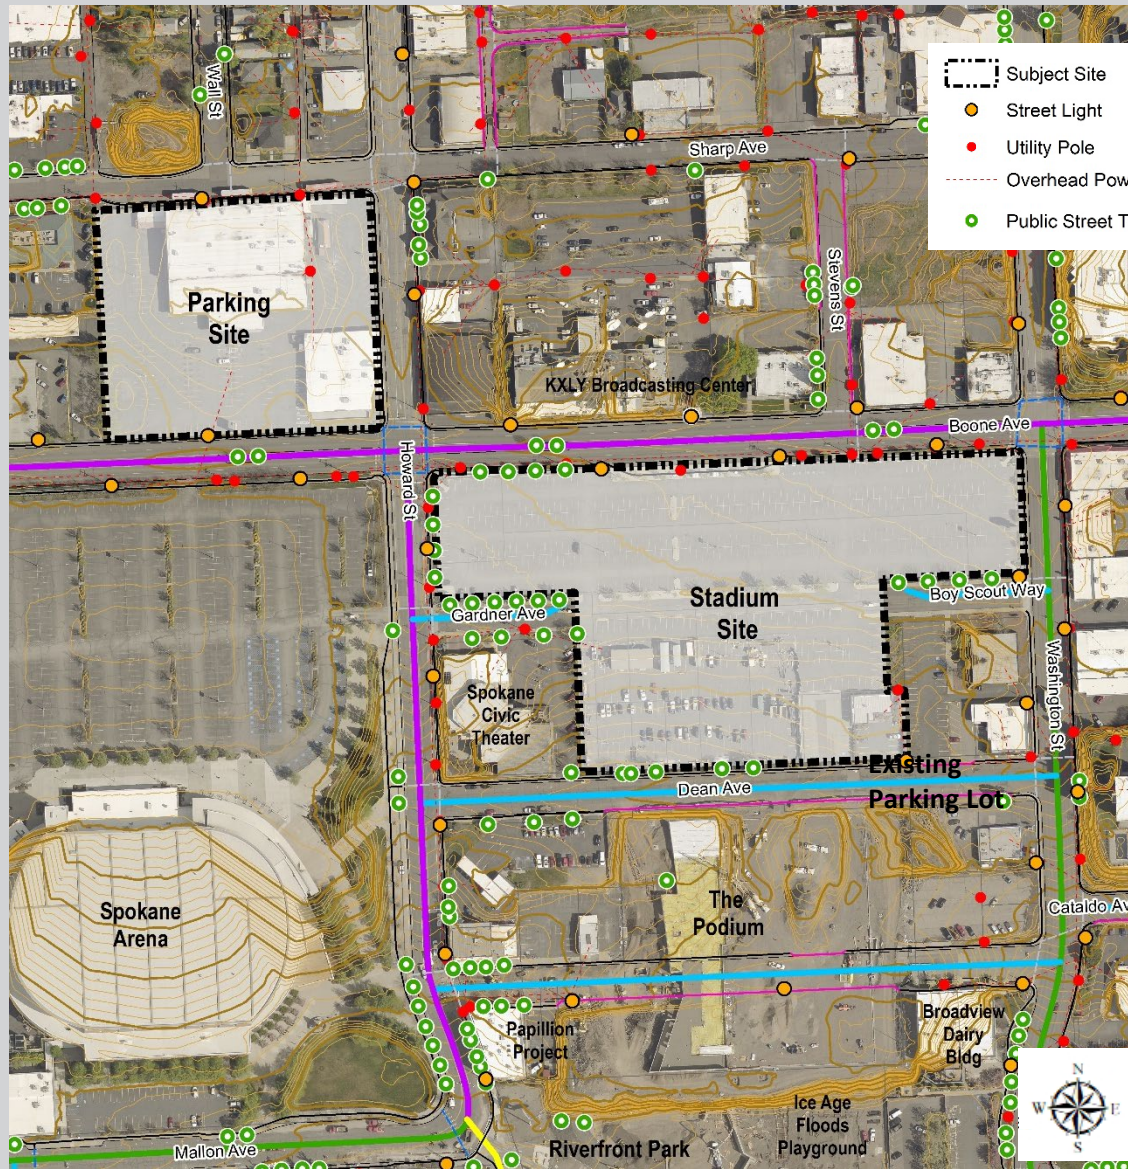 Wall St
Subject Site
Street Light
Utility Pole
Overhead Pow
Public Street T
Sharp Ave
Stevens St
Parking
Site
KXLY Broadcasting Center
Boone Ave
Howard St
Gardner Ave
Stadium
Site
Boy Scout Way
Washington St
Spokane
Civic
Theater
Existing
Parking Lot
Dean Ave
Spokane
Arena
The
Podium
Cataldo Av
Papillion
Project
Broadview
Dairy
Bldg
Ice Age
Floods
Playground
Riverfront Park
Mallon Ave
N
W
E
S